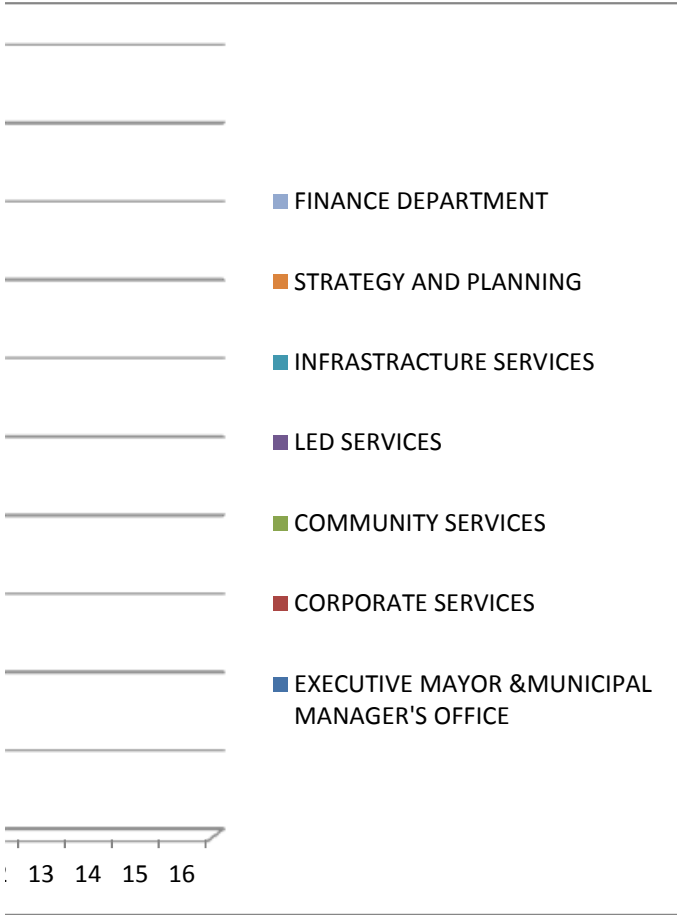 FINANCE DEPARTMENT
STRATEGY AND PLANNING
INFRASTRACTURE SERVICES
LED SERVICES
COMMUNITY SERVICES
CORPORATE SERVICES
EXECUTIVE MAYOR &MUNICIPAL
MANAGER'S OFFICE
13 14 15 16